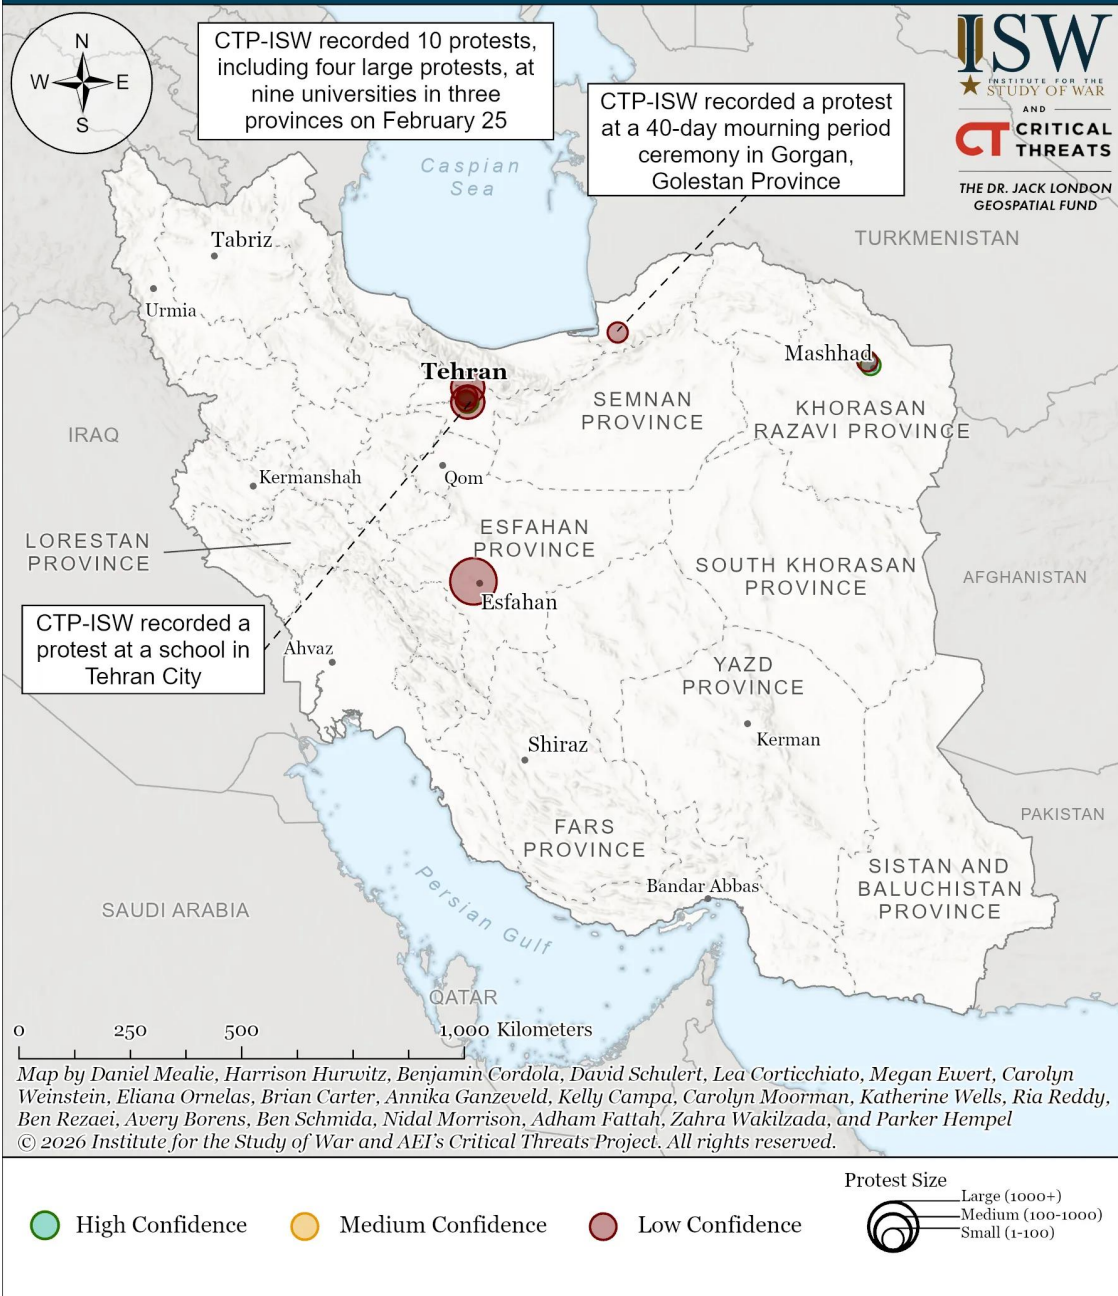 N
W
E
S
CTP-ISW recorded 10 protests,
including four large protests, at
nine universities in three
provinces on February 25
CTP-ISW recorded a protest
at a 40-day mourning period
ceremony in Gorgan,
Golestan Province
ISW
INSTITUTE FOR THE
STUDY OF WAR
AND
CT CRITICAL
THREATS
THE DR. JACK LONDON
GEOSPATIAL FUND
Caspian
Sea
TURKMENISTAN
Tabriz
Urmia
Mashhad
Tehran
SEMNAN
PROVINCE
KHORASAN
RAZAVI PROVINCE
IRAQ
Kermanshah
Qom
LORESTAN
PROVINCE
ESFAHAN
PROVINCE
SOUTH KHORASAN
PROVINCE
AFGHANISTAN
Esfahan
CTP-ISW recorded a
protest at a school in
Tehran City
Ahvaz
YAZD
PROVINCE
Kerman
Shiraz
PAKISTAN
FARS
PROVINCE
SISTAN AND
BALUCHISTAN
PROVINCE
Bandar Abbas
SAUDI ARABIA
Persian Gulf
QATAR
0 250 500 1,000 Kilometers
Map by Daniel Mealie, Harrison Hurwitz, Benjamin Cordola, David Schulert, Lea Corticchiato, Megan Ewert, Carolyn
Weinstein, Eliana Ornelas, Brian Carter, Annika Ganzeveld, Kelly Campa, Carolyn Moorman, Katherine Wells, Ria Reddy,
Ben Rezaei, Avery Borens, Ben Schmida, Nidal Morrison, Adham Fattah, Zahra Wakilzada, and Parker Hempel
© 2026 Institute for the Study of War and AEI's Critical Threats Project. All rights reserved.
High Confidence
Medium Confidence
Low Confidence
Protest Size
Large (1000+)
Medium (100-1000)
Small (1-100)